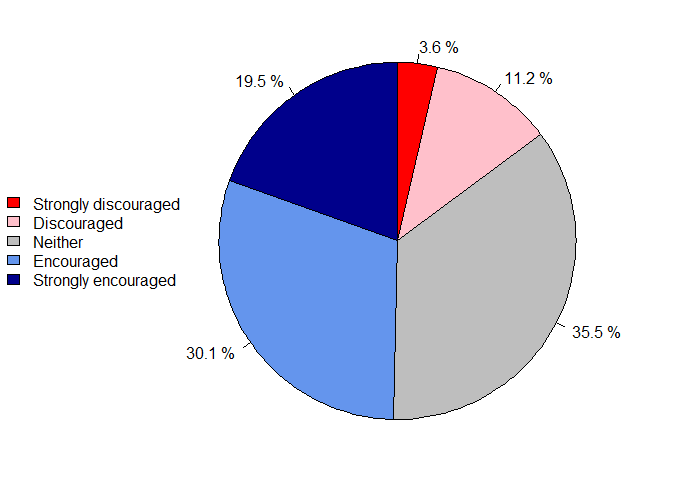 3.6 %
11.2 %
19.5 %
Strongly discouraged
Discouraged
Neither
Encouraged
Strongly encouraged
35.5 %
30.1 %